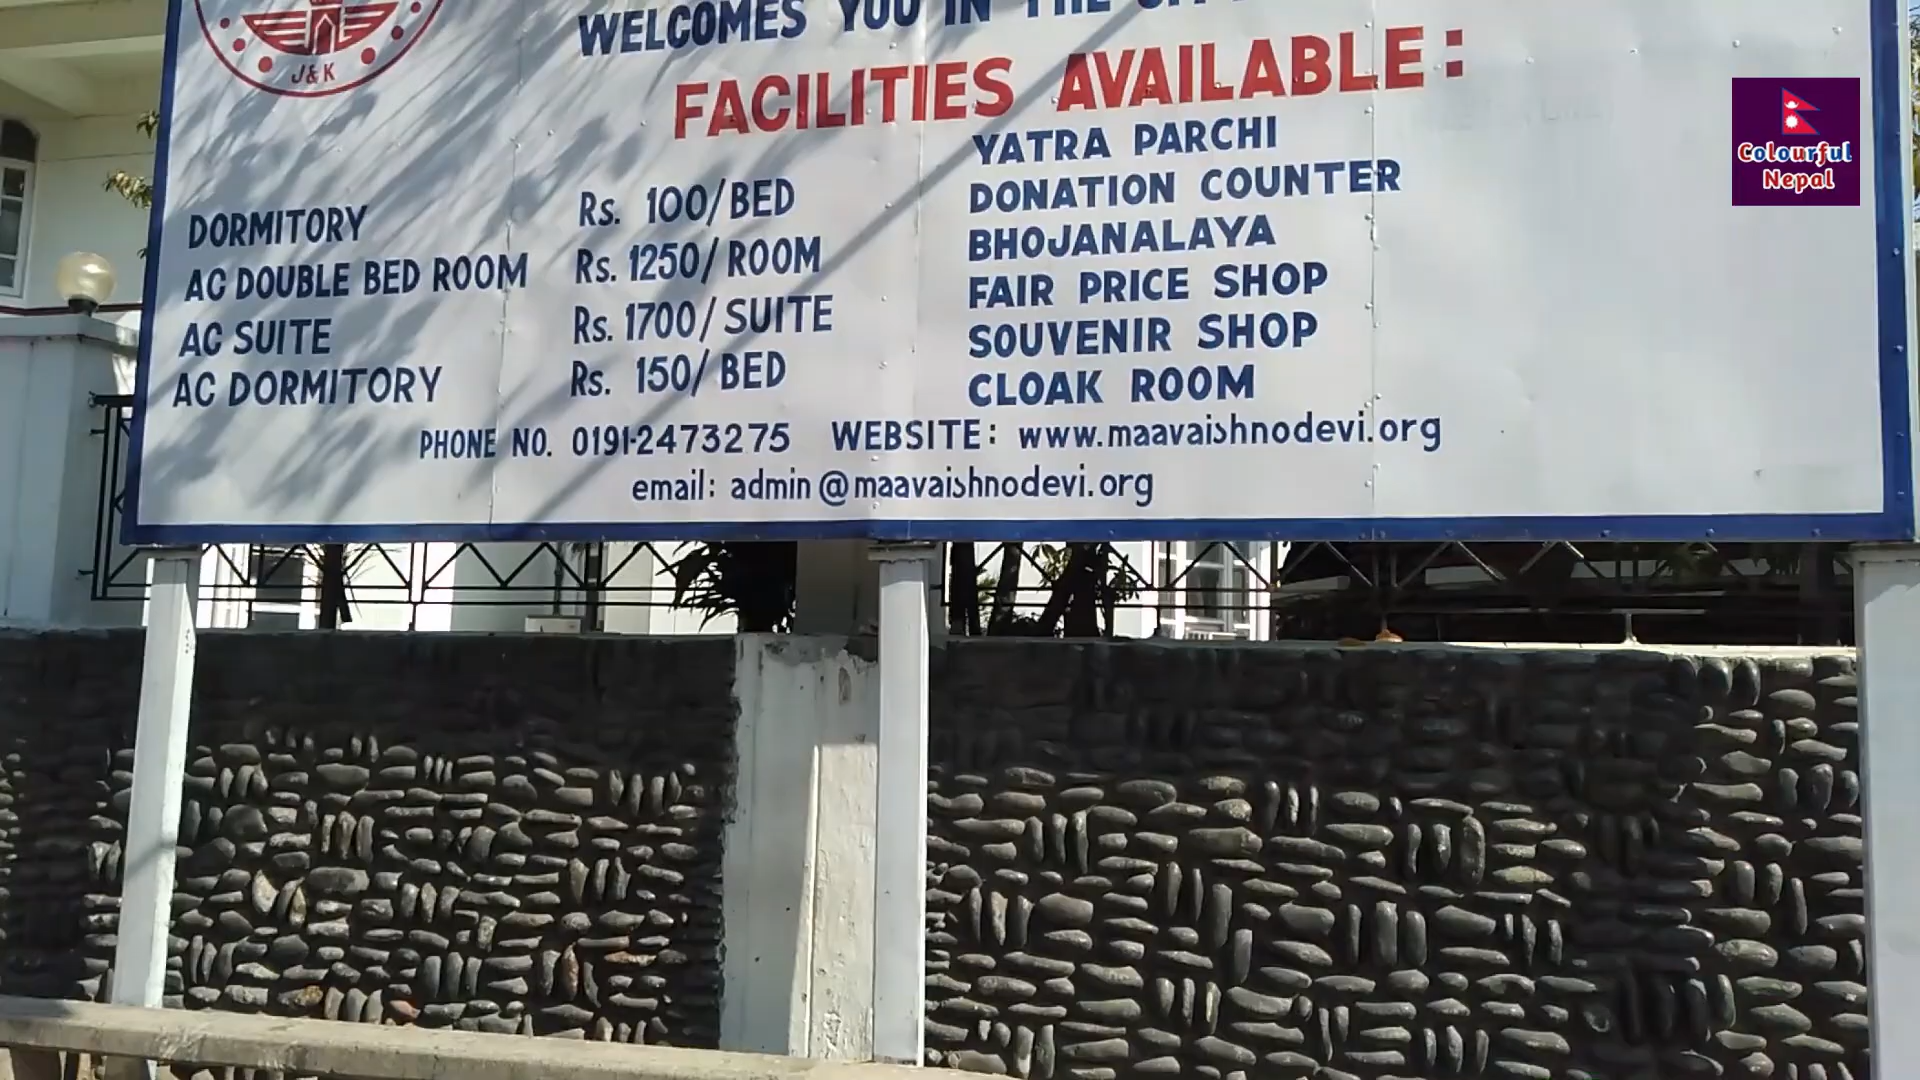 J&K
WELCOMES YOU IN THE
FACILITIES AVAILABLE:
DORMITORY Rs. 100/BED
AC DOUBLE BED ROOM Rs. 1250/ROOM
AC SUITE Rs. 1700/SUITE
AC DORMITORY Rs. 150/BED
YATRA PARCHI
DONATION COUNTER
BHOJANALAYA
FAIR PRICE SHOP
SOUVENIR SHOP
CLOAK ROOM
PHONE NO. 0191-2473275 WEBSITE: www.maavaishnodevi.org
email: admin@maavaishnodevi.org
Colourful
Nepal